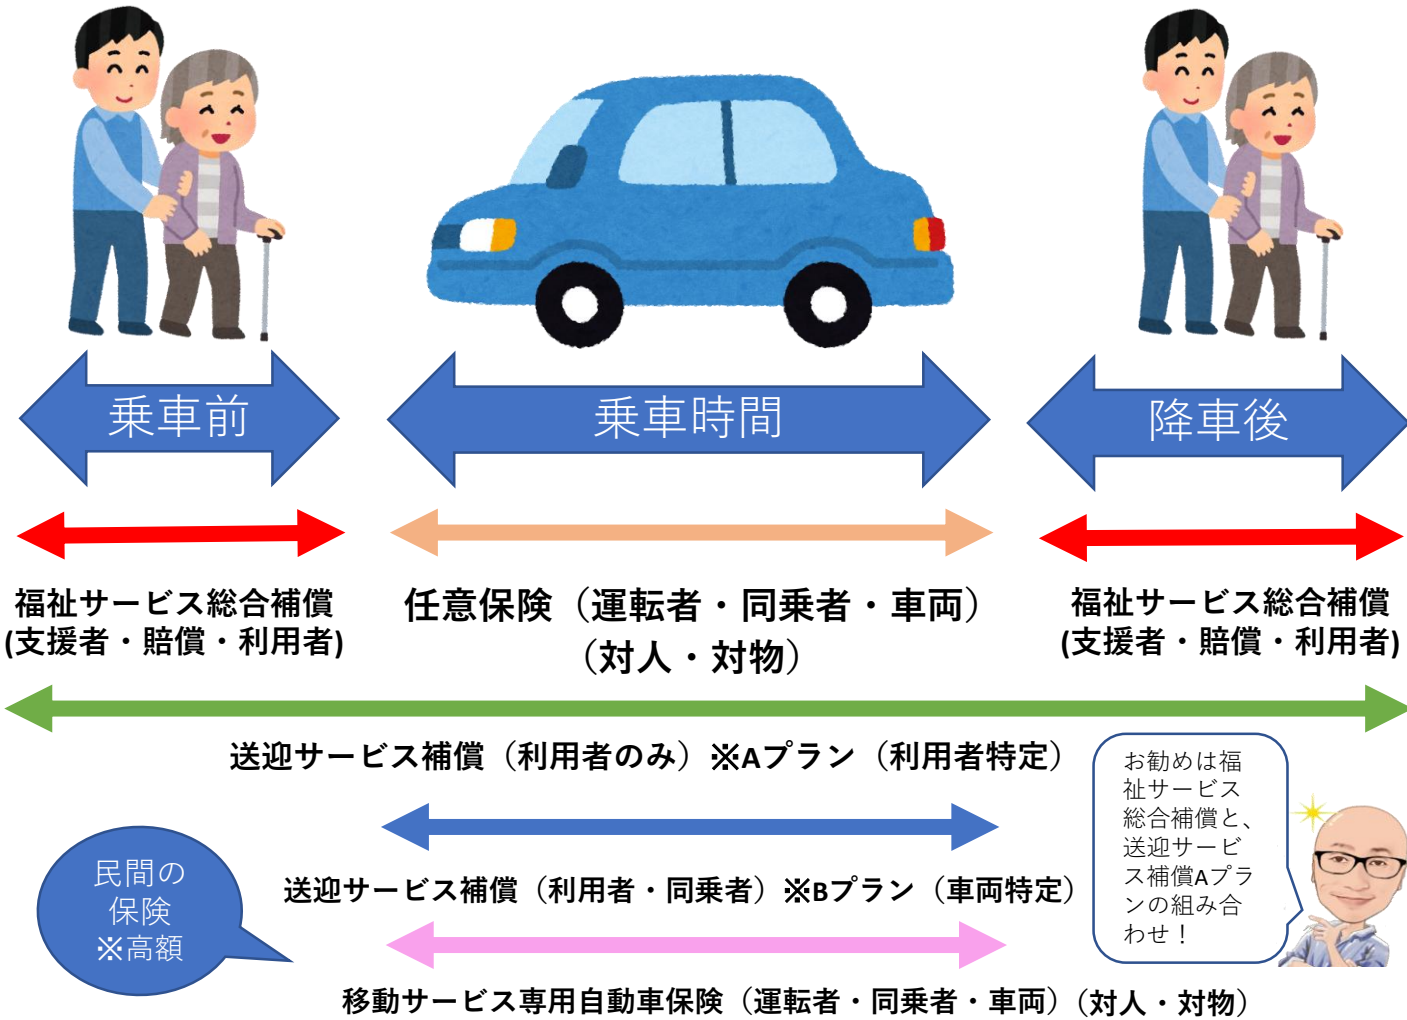 乗車前
乗車時間
降車後
福祉サービス総合補償
(支援者・賠償・利用者)
任意保険（運転者・同乗者・車両）
（対人・対物）
福祉サービス総合補償
(支援者・賠償・利用者)
送迎サービス補償（利用者のみ）※Aプラン（利用者特定）
お勧めは福
祉サービス
総合補償と、
送迎サービ
ス補償Aプラ
ンの組み合
わせ！
民間の
保険
※高額
送迎サービス補償（利用者・同乗者）※Bプラン（車両特定）
移動サービス専用自動車保険（運転者・同乗者・車両）（対人・対物）